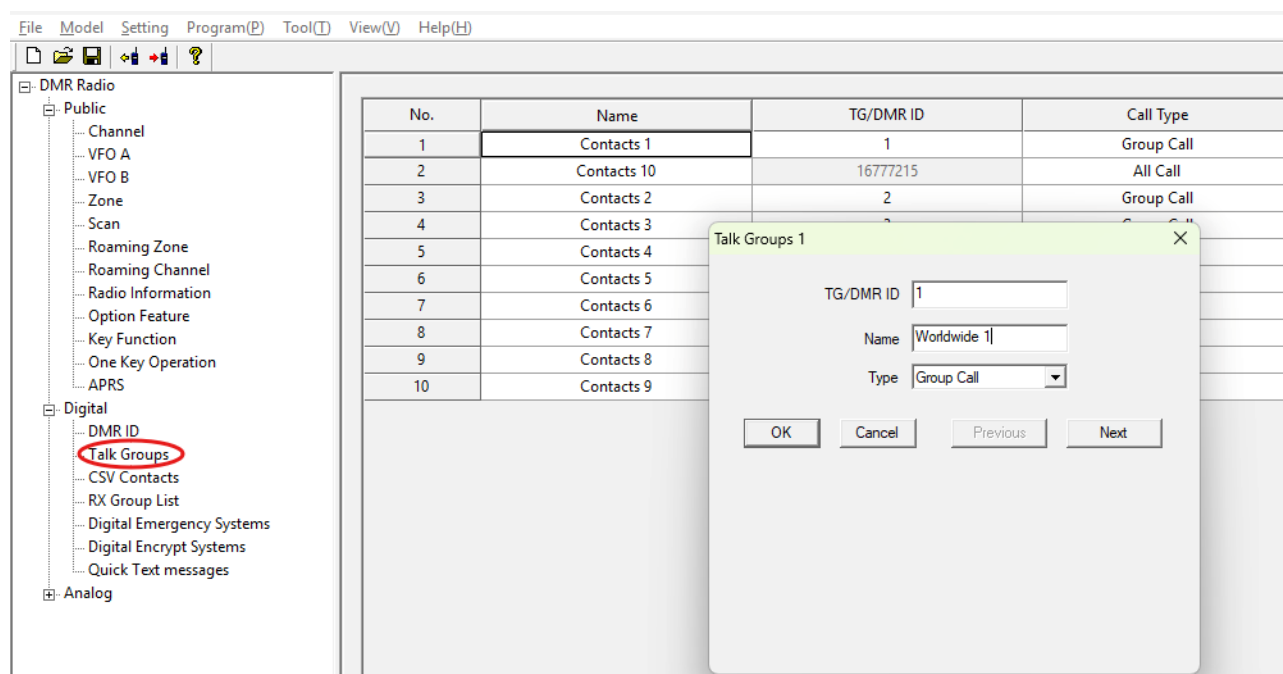 File Model Setting Program(P) Tool(T) View(V) Help(H)
DMR Radio
Public
Channel
VFO A
VFO B
Zone
Scan
Roaming Zone
Roaming Channel
Radio Information
Option Feature
Key Function
One Key Operation
APRS
Digital
DMR ID
Talk Groups
CSV Contacts
RX Group List
Digital Emergency Systems
Digital Encrypt Systems
Quick Text messages
Analog
No. Name TG/DMR ID Call Type
1 Contacts 1 1 Group Call
2 Contacts 10 16777215 All Call
3 Contacts 2 2 Group Call
4 Contacts 3
5 Contacts 4
6 Contacts 5
7 Contacts 6
8 Contacts 7
9 Contacts 8
10 Contacts 9
Talk Groups 1
TG/DMR ID 1
Name Worldwide 1
Type Group Call
OK Cancel Previous Next